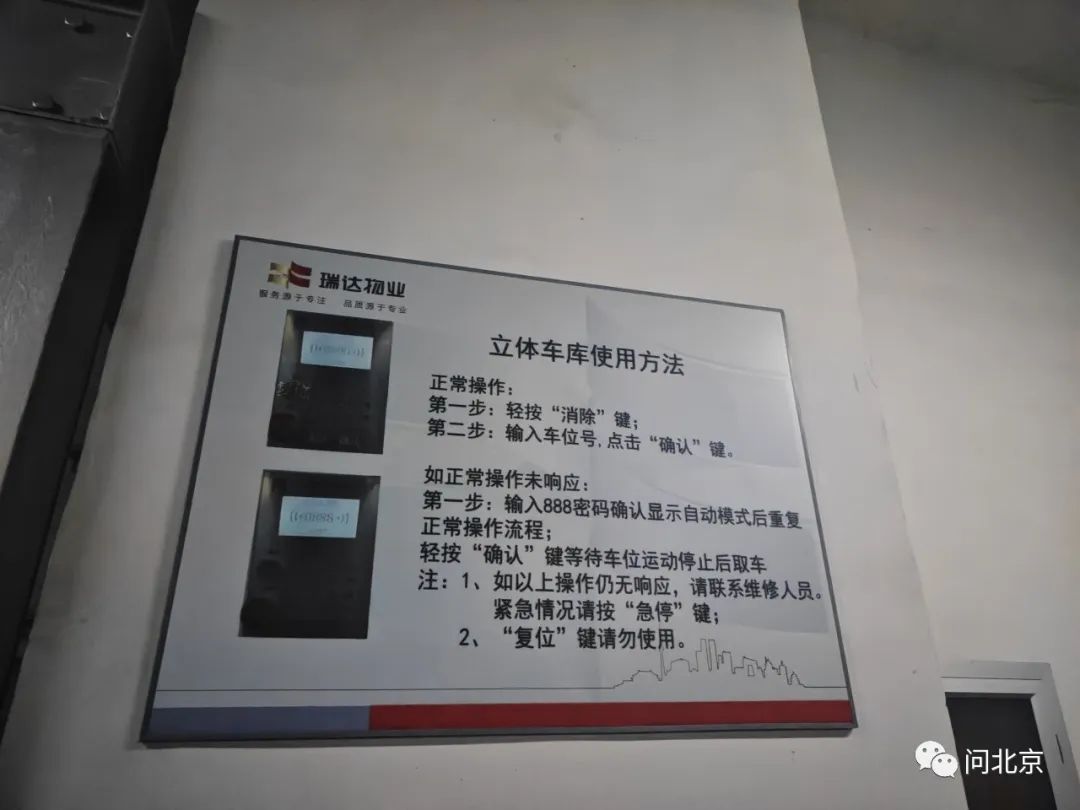 瑞达物业
服务源于专注 品质源于专业
立体车库使用方法
正常操作：
第一步：轻按“消除”键；
第二步：输入车位号,点击“确认”键。
如正常操作未响应：
第一步：输入888密码确认显示自动模式后重复
正常操作流程；
轻按“确认”键等待车位运动停止后取车
注：1、如以上操作仍无响应，请联系维修人员。
紧急情况请按“急停”键；
2、“复位”键请勿使用。
问北京